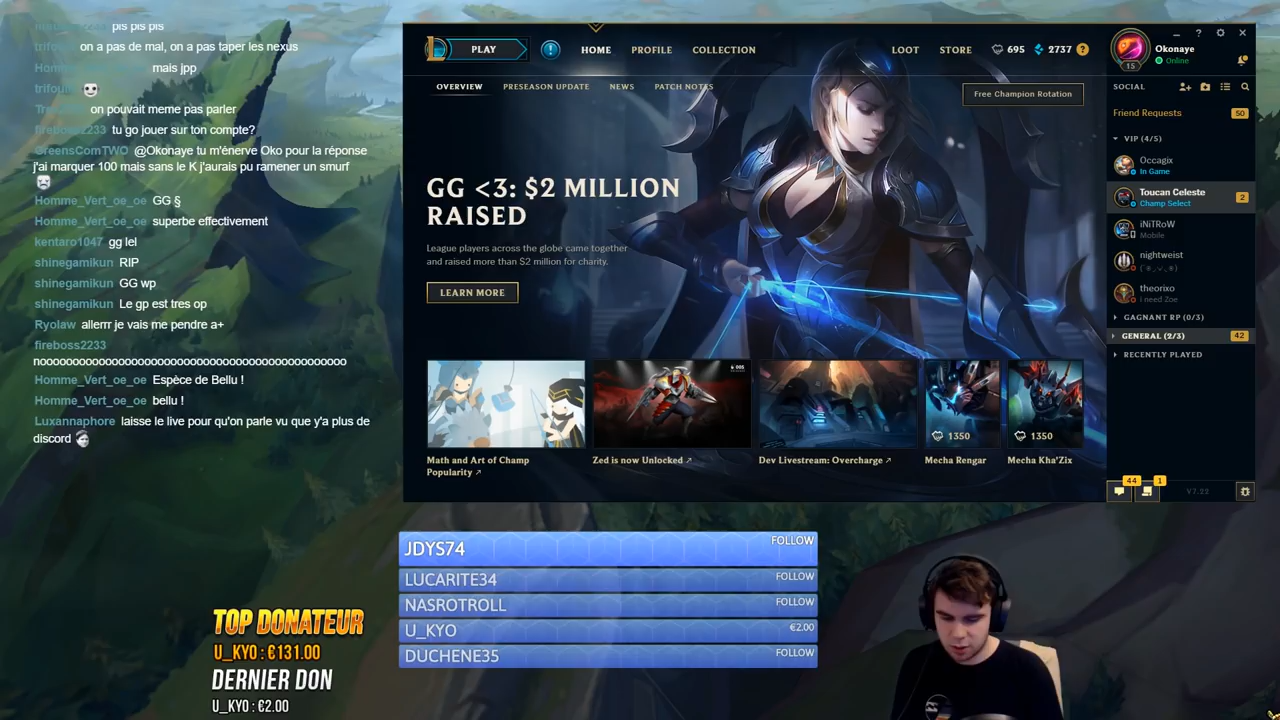 pis pis pis
on a pas de mal, on a pas taper les nexus
mais jpp
on pouvait meme pas parler
fireboss2233 tu go jouer sur ton compte?
GreensComTWO @Okonaye tu m'énerve Oko pour la réponse
j'ai marquer 100 mais sans le K j'aurais pu ramener un smurf
Homme_Vert_oe_oe GG §
Homme_Vert_oe_oe superbe effectivement
kentaro1047 gg lel
shinegamikun RIP
shinegamikun GG wp
shinegamikun Le gp est tres op
Ryolaw allerrr je vais me pendre a+
fireboss2233
Homme_Vert_oe_oe Espèce de Bellu !
Homme_Vert_oe_oe bellu !
Luxannaphore laisse le live pour qu'on parle vu que y'a plus de
discord
PLAY
HOME PROFILE COLLECTION
LOOT STORE 695 2737 ?
15
Okonaye
Online
OVERVIEW PRESEASON UPDATE NEWS PATCH NOTES
Free Champion Rotation
GG <3: $2 MILLION
RAISED
League players across the globe came together
and raised more than $2 million for charity.
LEARN MORE
Math and Art of Champ
Popularity
Zed is now Unlocked
Dev Livestream: Overcharge
1350
Mecha Rengar
1350
Mecha Kha'Zix
SOCIAL
Friend Requests 50
VIP (4/5)
Occagix
In Game
Toucan Celeste 2
Champ Select
iNiTRoW
Mobile
nightweist
theorixo
I need Zoe
GAGNANT RP (0/3)
GENERAL (2/3) 42
RECENTLY PLAYED
44 1
V7.22
JDYS74 FOLLOW
LUCARITE34 FOLLOW
NASROTROLL FOLLOW
U_KYO €2.00
DUCHENE35 FOLLOW
TOP DONATEUR
U_KYO : €131.00
DERNIER DON
U_KYO : €2.00